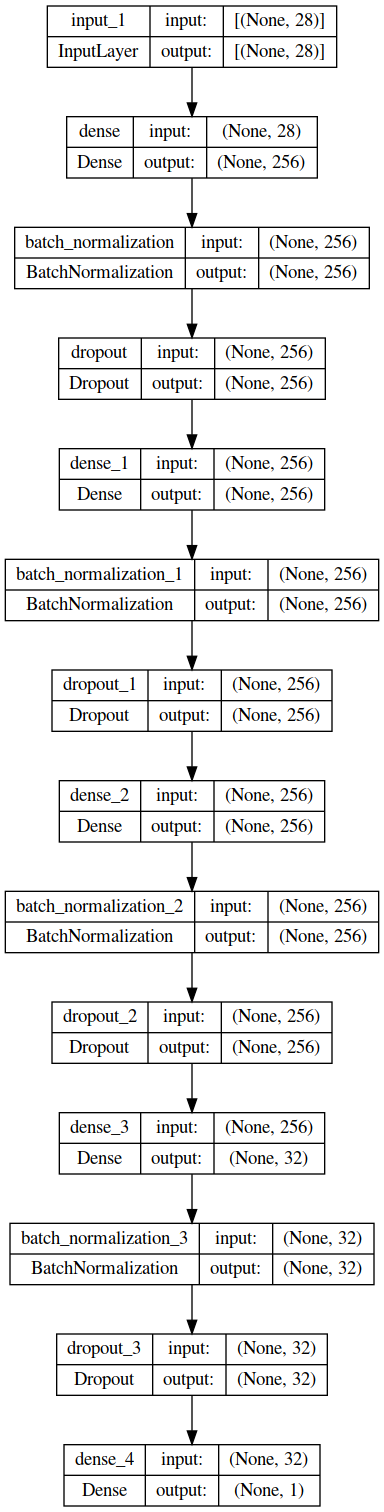 input_1 input: [(None, 28)]
InputLayer output: [(None, 28)]
dense input: (None, 28)
Dense output: (None, 256)
batch_normalization input: (None, 256)
BatchNormalization output: (None, 256)
dropout input: (None, 256)
Dropout output: (None, 256)
dense_1 input: (None, 256)
Dense output: (None, 256)
batch_normalization_1 input: (None, 256)
BatchNormalization output: (None, 256)
dropout_1 input: (None, 256)
Dropout output: (None, 256)
dense_2 input: (None, 256)
Dense output: (None, 256)
batch_normalization_2 input: (None, 256)
BatchNormalization output: (None, 256)
dropout_2 input: (None, 256)
Dropout output: (None, 256)
dense_3 input: (None, 256)
Dense output: (None, 32)
batch_normalization_3 input: (None, 32)
BatchNormalization output: (None, 32)
dropout_3 input: (None, 32)
Dropout output: (None, 32)
dense_4 input: (None, 32)
Dense output: (None, 1)